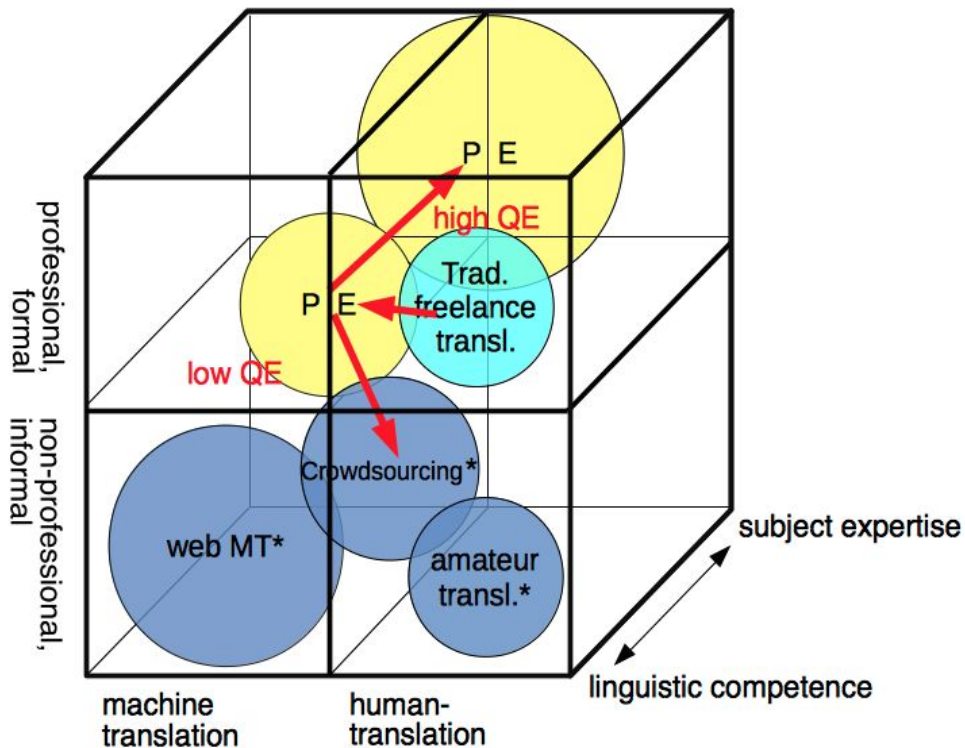 P E
high QE
Trad.
freelance
transl.
P E
low QE
professional,
formal
non-professional,
informal
Crowdsourcing*
web MT*
amateur
transl.*
subject expertise
linguistic competence
machine
translation
human-
translation